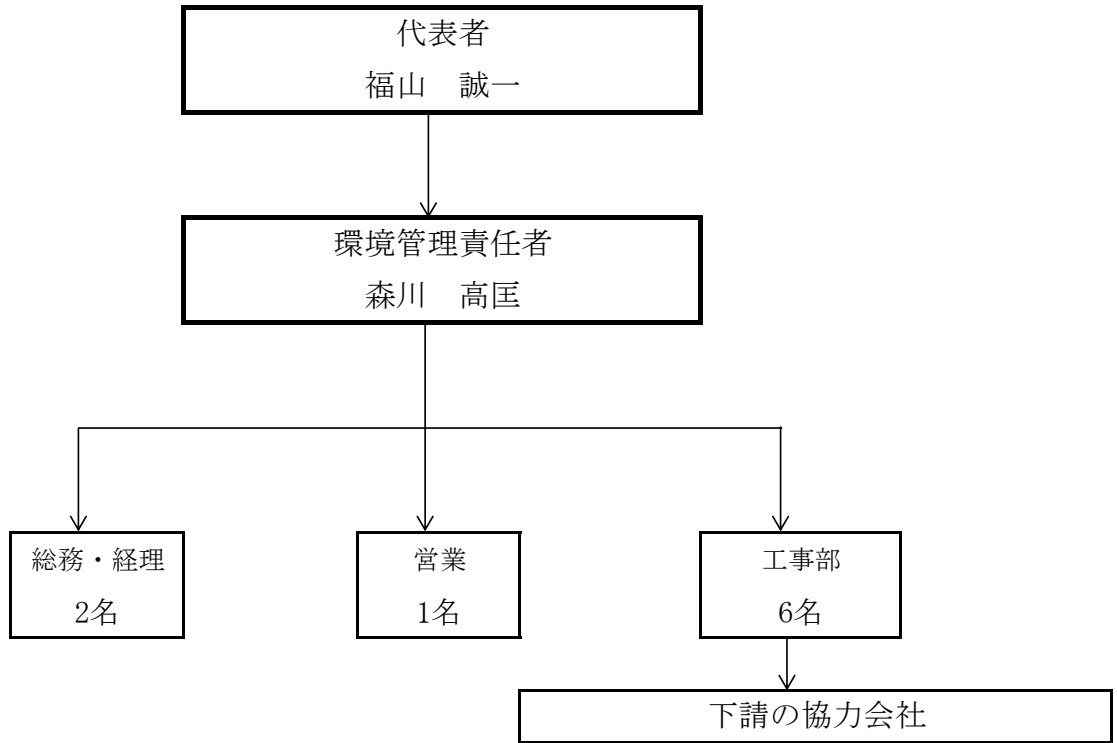 代表者
福山　誠一
環境管理責任者
森川　高匡
総務・経理
2名
営業
1名
工事部
6名
下請の協力会社